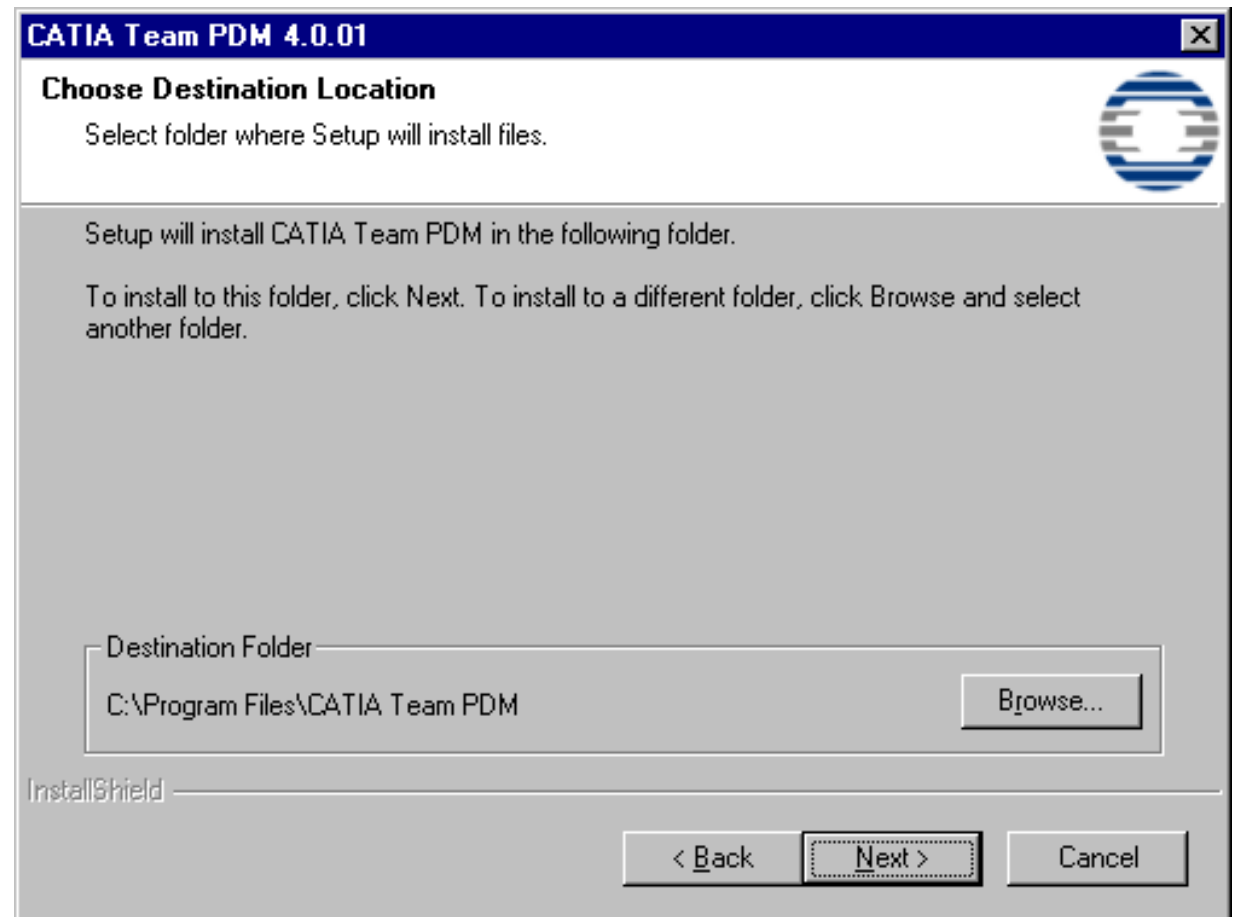 CATIA Team PDM 4.0.01
Choose Destination Location
Select folder where Setup will install files.
Setup will install CATIA Team PDM in the following folder.
To install to this folder, click Next. To install to a different folder, click Browse and select
another folder.
Destination Folder
C:\Program Files\CATIA Team PDM
Browse...
InstallShield
< Back
Next >
Cancel